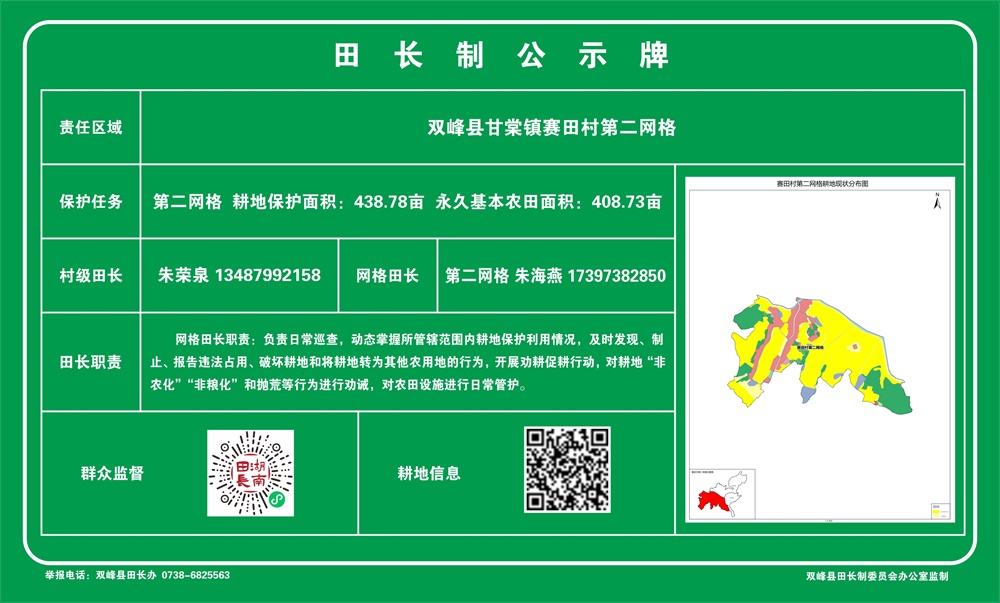 田长制公示牌
责任区域
双峰县甘棠镇赛田村第二网格
保护任务
第二网格 耕地保护面积：438.78亩 永久基本农田面积：408.73亩
村级田长
朱荣泉 13487992158
网格田长
第二网格 朱海燕 17397382850
田长职责
网格田长职责：负责日常巡查，动态掌握所管辖范围内耕地保护利用情况，及时发现、制
止、报告违法占用、破坏耕地和将耕地转为其他农用地的行为，开展劝耕促耕行动，对耕地“非
农化”“非粮化”和抛荒等行为进行劝诫，对农田设施进行日常管护。
赛田村第二网格耕地现状分布图
N
赛田村第二网格
群众监督
湖南
田長
耕地信息
举报电话：双峰县田长办 0738-6825563
双峰县田长制委员会办公室监制